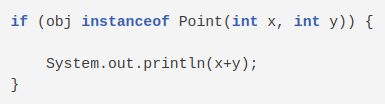 if (obj instanceof Point(int x, int y)) {
    System.out.println(x+y);
}